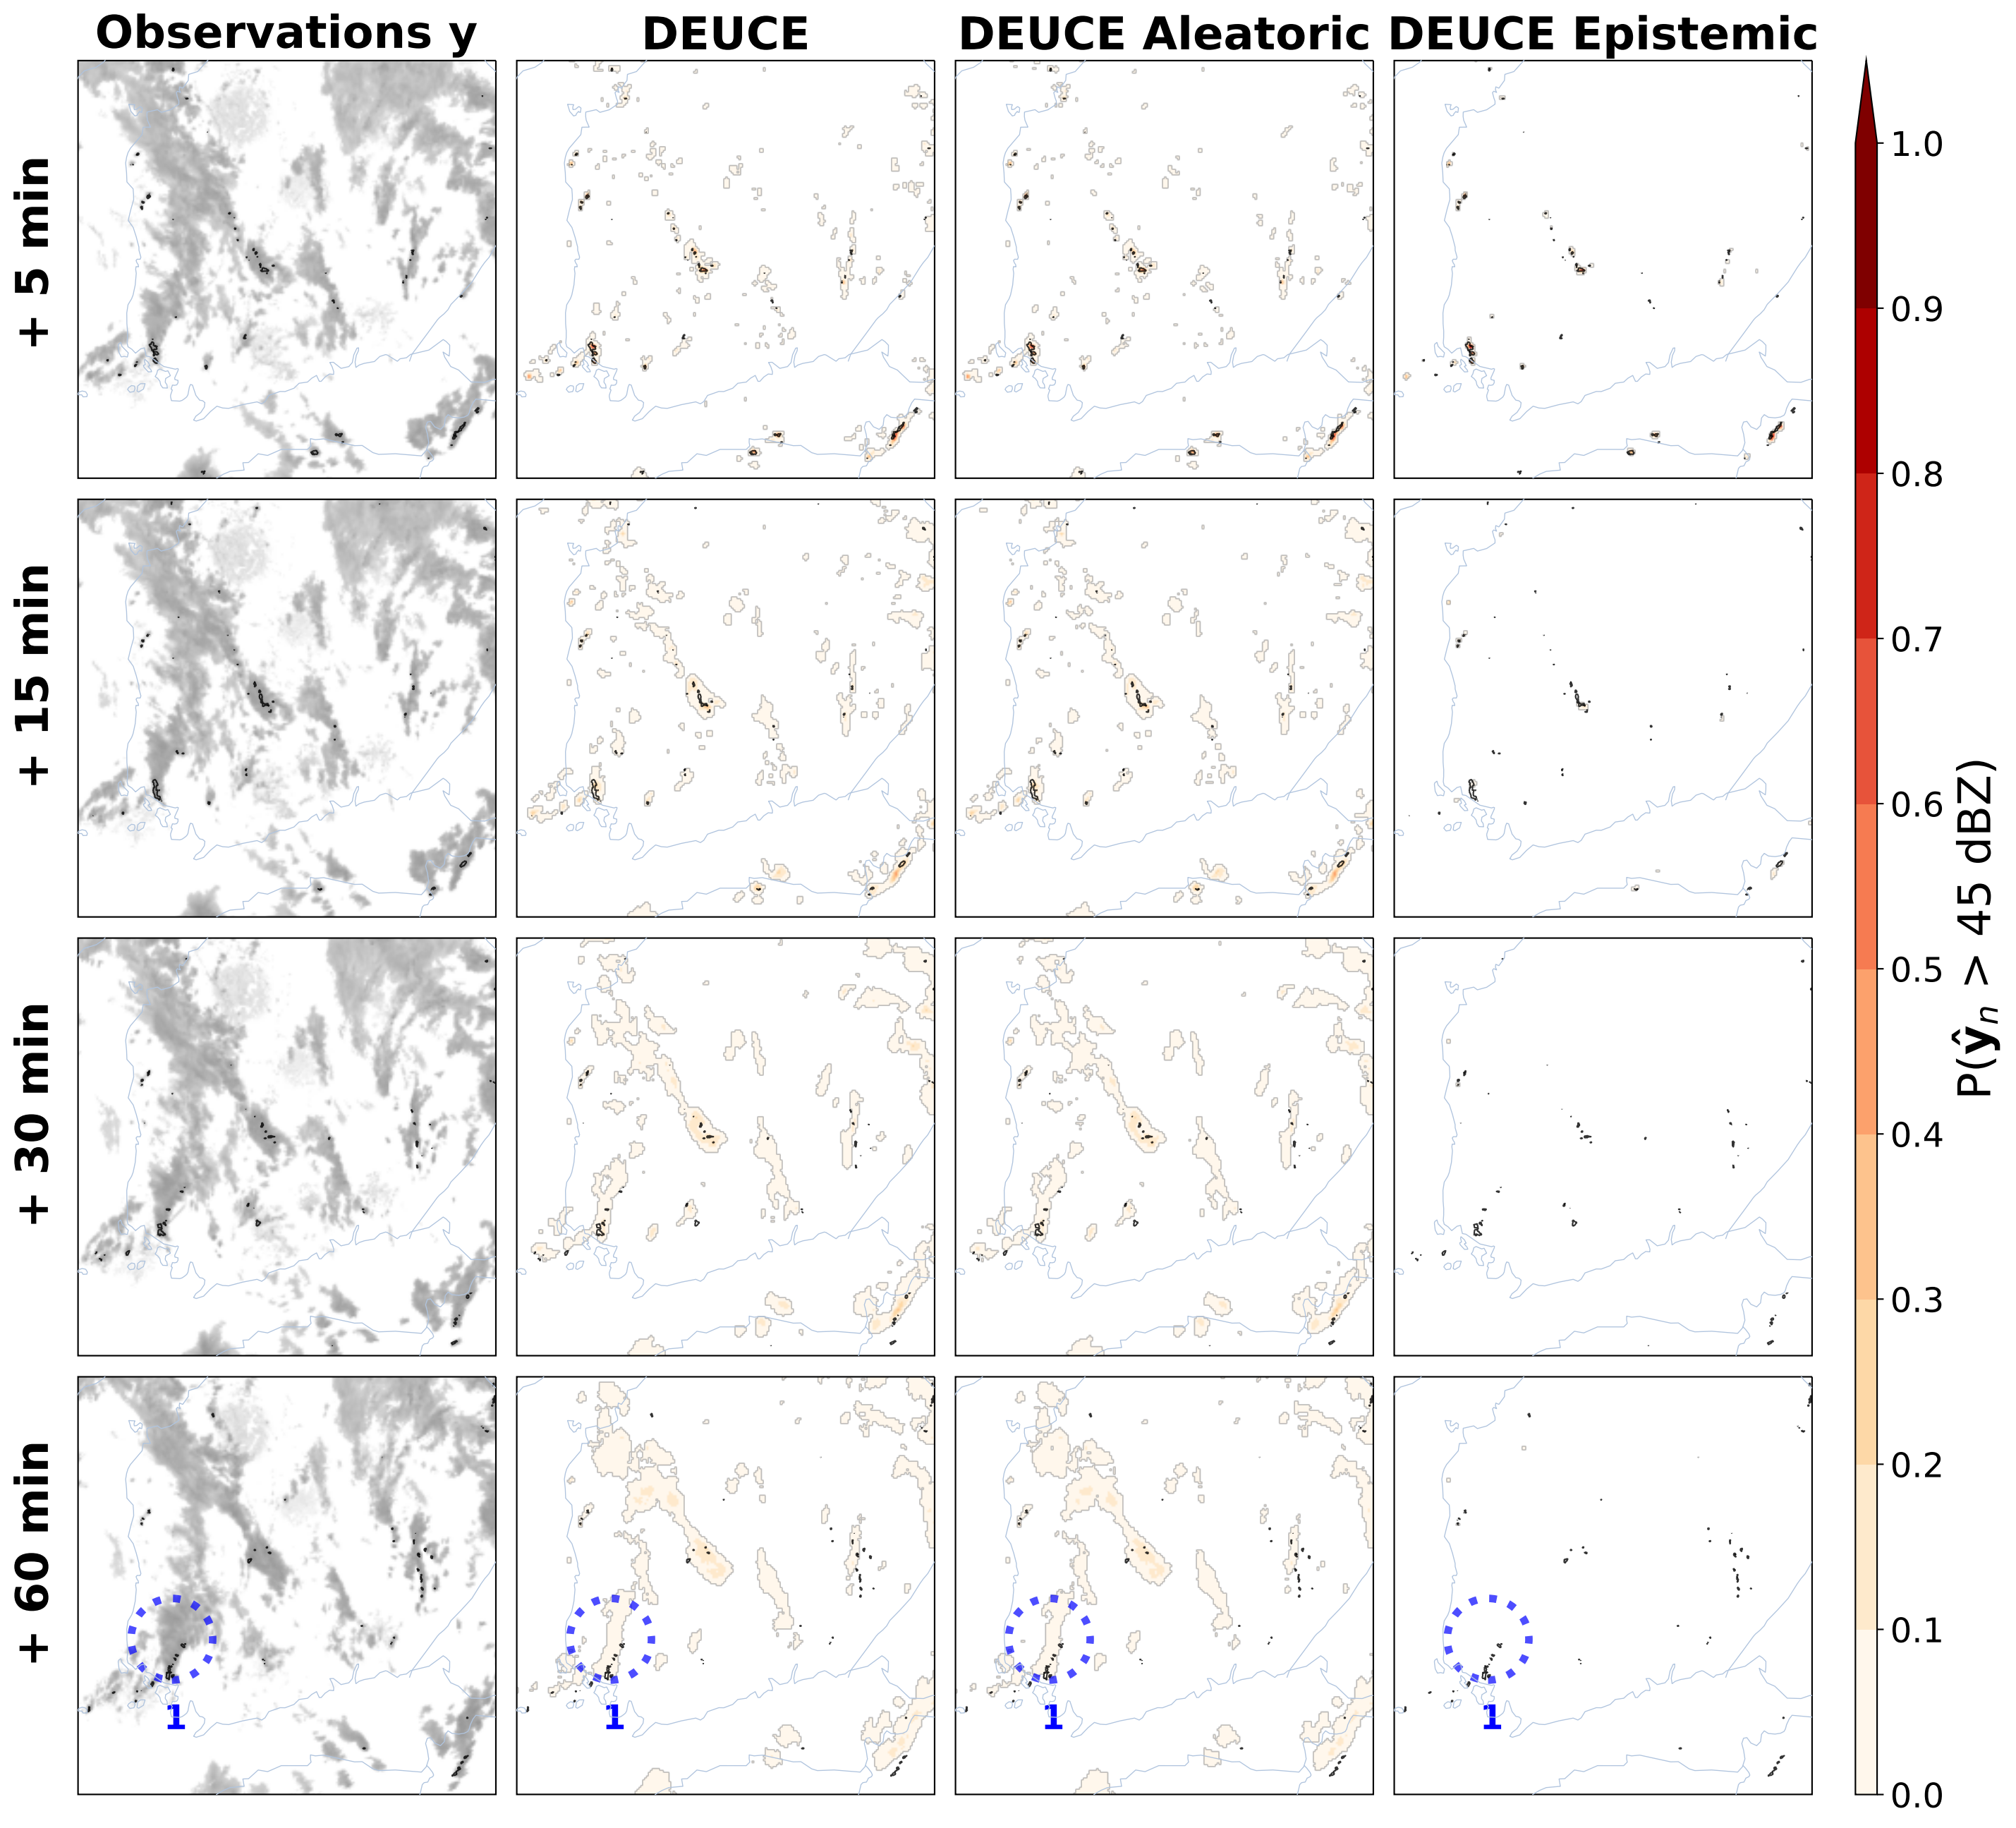 Observations y
DEUCE
DEUCE Aleatoric
DEUCE Epistemic
+ 5 min
+ 15 min
+ 30 min
+ 60 min
1
1
1
1
1.0
0.9
0.8
0.7
0.6
0.5
0.4
0.3
0.2
0.1
0.0
P(ŷn > 45 dBZ)